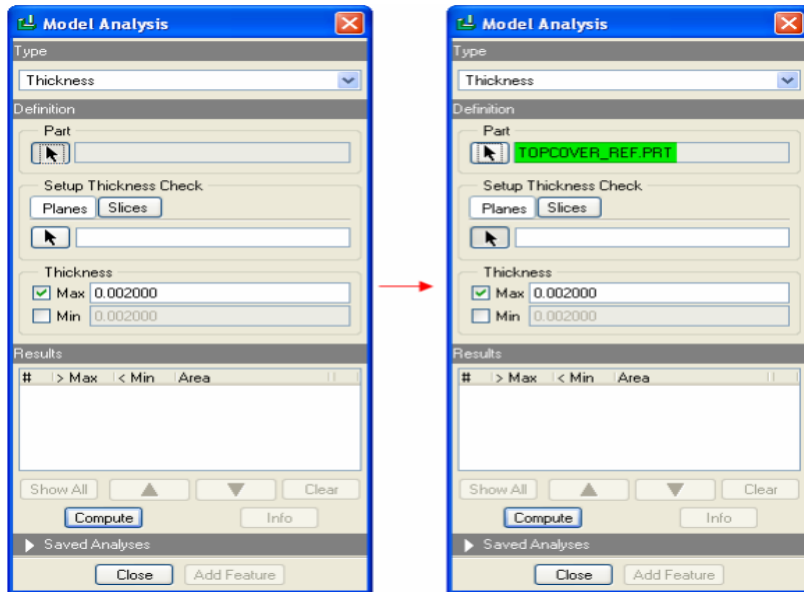 Model Analysis
Type
Thickness
Definition
Part
Setup Thickness Check
Planes Slices
Thickness
Max 0.002000
Min 0.002000
Results
# > Max < Min Area
Show All Clear
Compute Info
Saved Analyses
Close Add Feature
Model Analysis
Type
Thickness
Definition
Part
TOPCOVER_REF.PRT
Setup Thickness Check
Planes Slices
Thickness
Max 0.002000
Min 0.002000
Results
# > Max < Min Area
Show All Clear
Compute Info
Saved Analyses
Close Add Feature